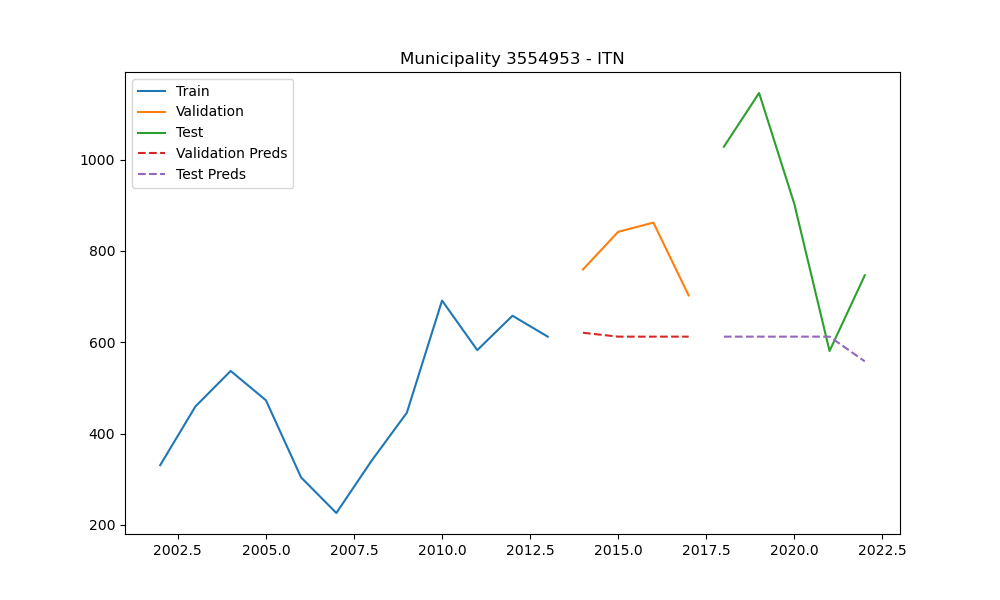 Municipality 3554953 - ITN
Train
Validation
Test
Validation Preds
Test Preds
1000
800
600
400
200
2002.5 2005.0 2007.5 2010.0 2012.5 2015.0 2017.5 2020.0 2022.5